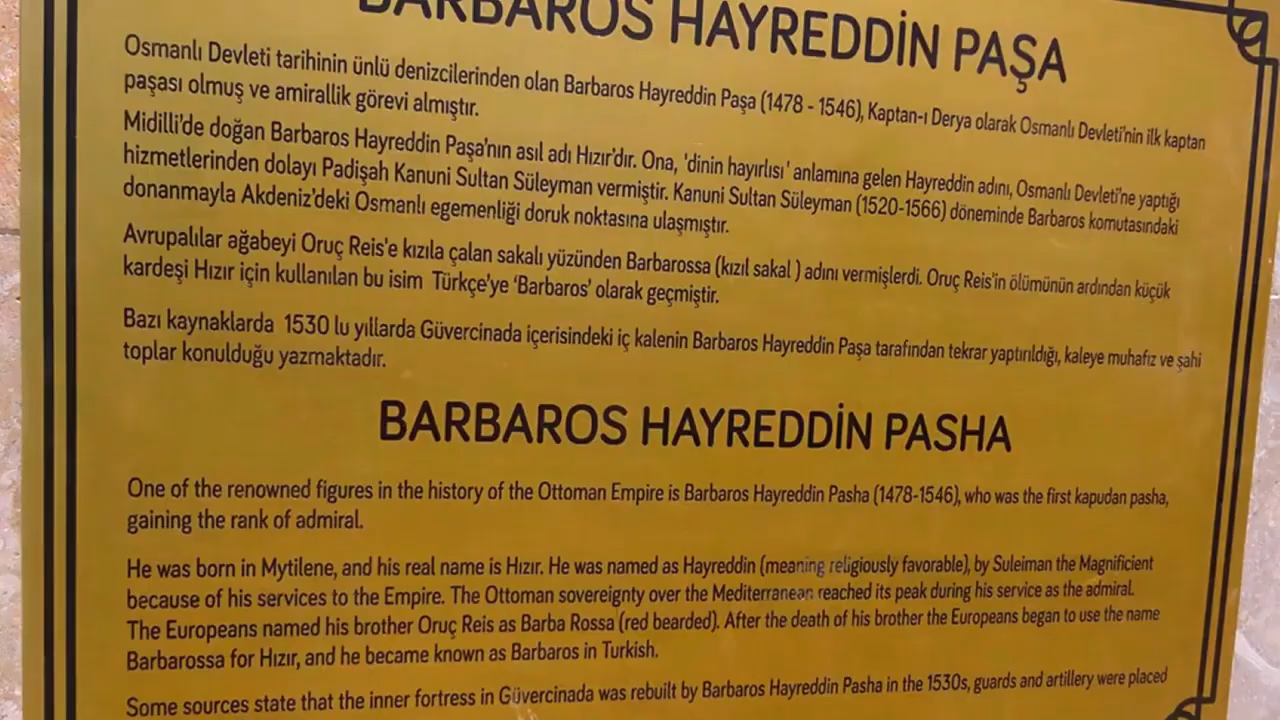 BARBAROS HAYREDDİN PAŞA
Osmanlı Devleti tarihinin ünlü denizcilerinden olan Barbaros Hayreddin Paşa (1478 - 1546), Kaptan-ı Derya olarak Osmanlı Devleti'nin ilk kaptan
paşası olmuş ve amirallik görevi almıştır.
Midilli'de doğan Barbaros Hayreddin Paşa'nın asıl adı Hızır'dır. Ona, 'dinin hayırlısı' anlamına gelen Hayreddin adını, Osmanlı Devleti'ne yaptığı
hizmetlerinden dolayı Padişah Kanuni Sultan Süleyman vermiştir. Kanuni Sultan Süleyman (1520-1566) döneminde Barbaros komutasındaki
donanmayla Akdeniz'deki Osmanlı egemenliği doruk noktasına ulaşmıştır.
Avrupalılar ağabeyi Oruç Reis'e kızıla çalan sakalı yüzünden Barbarossa (kızıl sakal ) adını vermişlerdi. Oruç Reis'in ölümünün ardından küçük
kardeşi Hızır için kullanılan bu isim Türkçe'ye 'Barbaros' olarak geçmiştir.
Bazı kaynaklarda 1530 lu yıllarda Güvercinada içerisindeki iç kalenin Barbaros Hayreddin Paşa tarafından tekrar yaptırıldığı, kaleye muhafız ve şahi
toplar konulduğu yazmaktadır.
BARBAROS HAYREDDİN PASHA
One of the renowned figures in the history of the Ottoman Empire is Barbaros Hayreddin Pasha (1478-1546), who was the first kapudan pasha,
gaining the rank of admiral.
He was born in Mytilene, and his real name is Hızır. He was named as Hayreddin (meaning religiously favorable), by Suleiman the Magnificient
because of his services to the Empire. The Ottoman sovereignty over the Mediterranean reached its peak during his service as the admiral.
The Europeans named his brother Oruç Reis as Barba Rossa (red bearded). After the death of his brother the Europeans began to use the name
Barbarossa for Hızır, and he became known as Barbaros in Turkish.
Some sources state that the inner fortress in Güvercinada was rebuilt by Barbaros Hayreddin Pasha in the 1530s, guards and artillery were placed